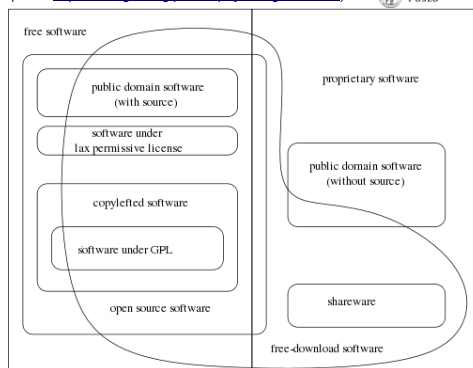 free software
proprietary software
public domain software
(with source)
software under
lax permissive license
public domain software
(without source)
copylefted software
software under GPL
shareware
open source software
free-download software